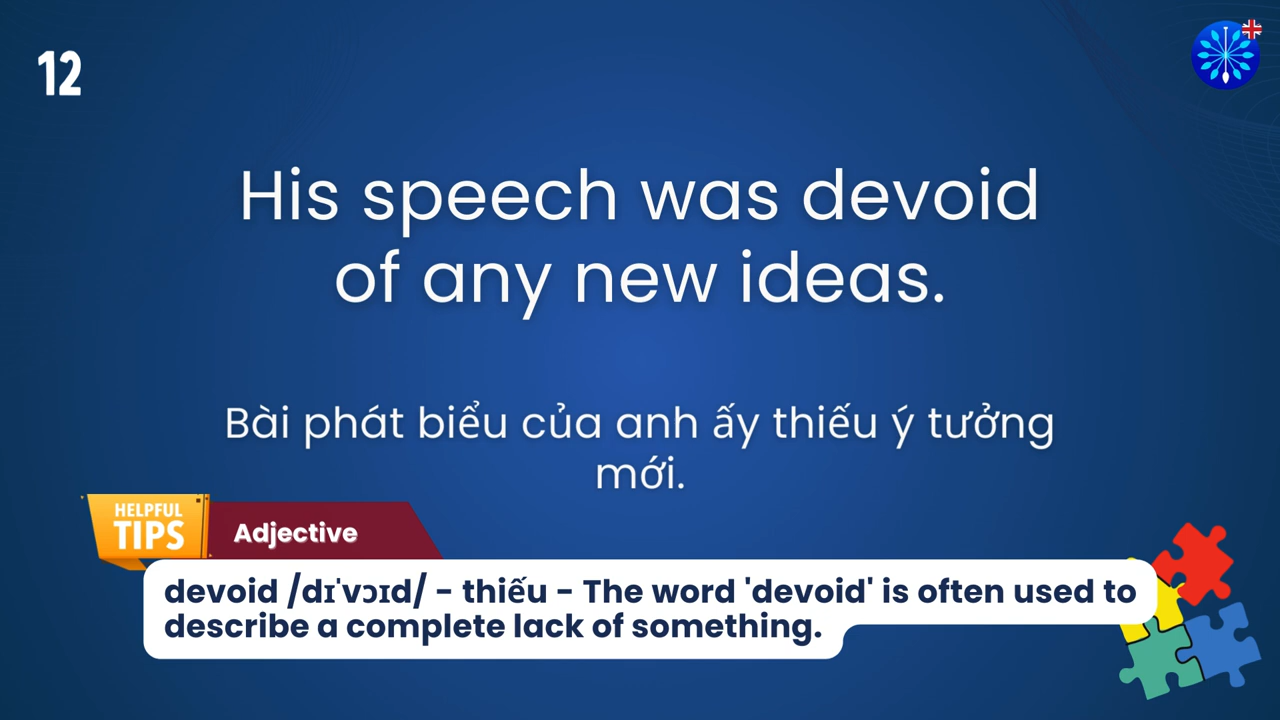 12
His speech was devoid
of any new ideas.
Bài phát biểu của anh ấy thiếu ý tưởng
mới.
HELPFUL
TIPS
Adjective
devoid /dɪˈvɔɪd/ - thiếu - The word 'devoid' is often used to
describe a complete lack of something.